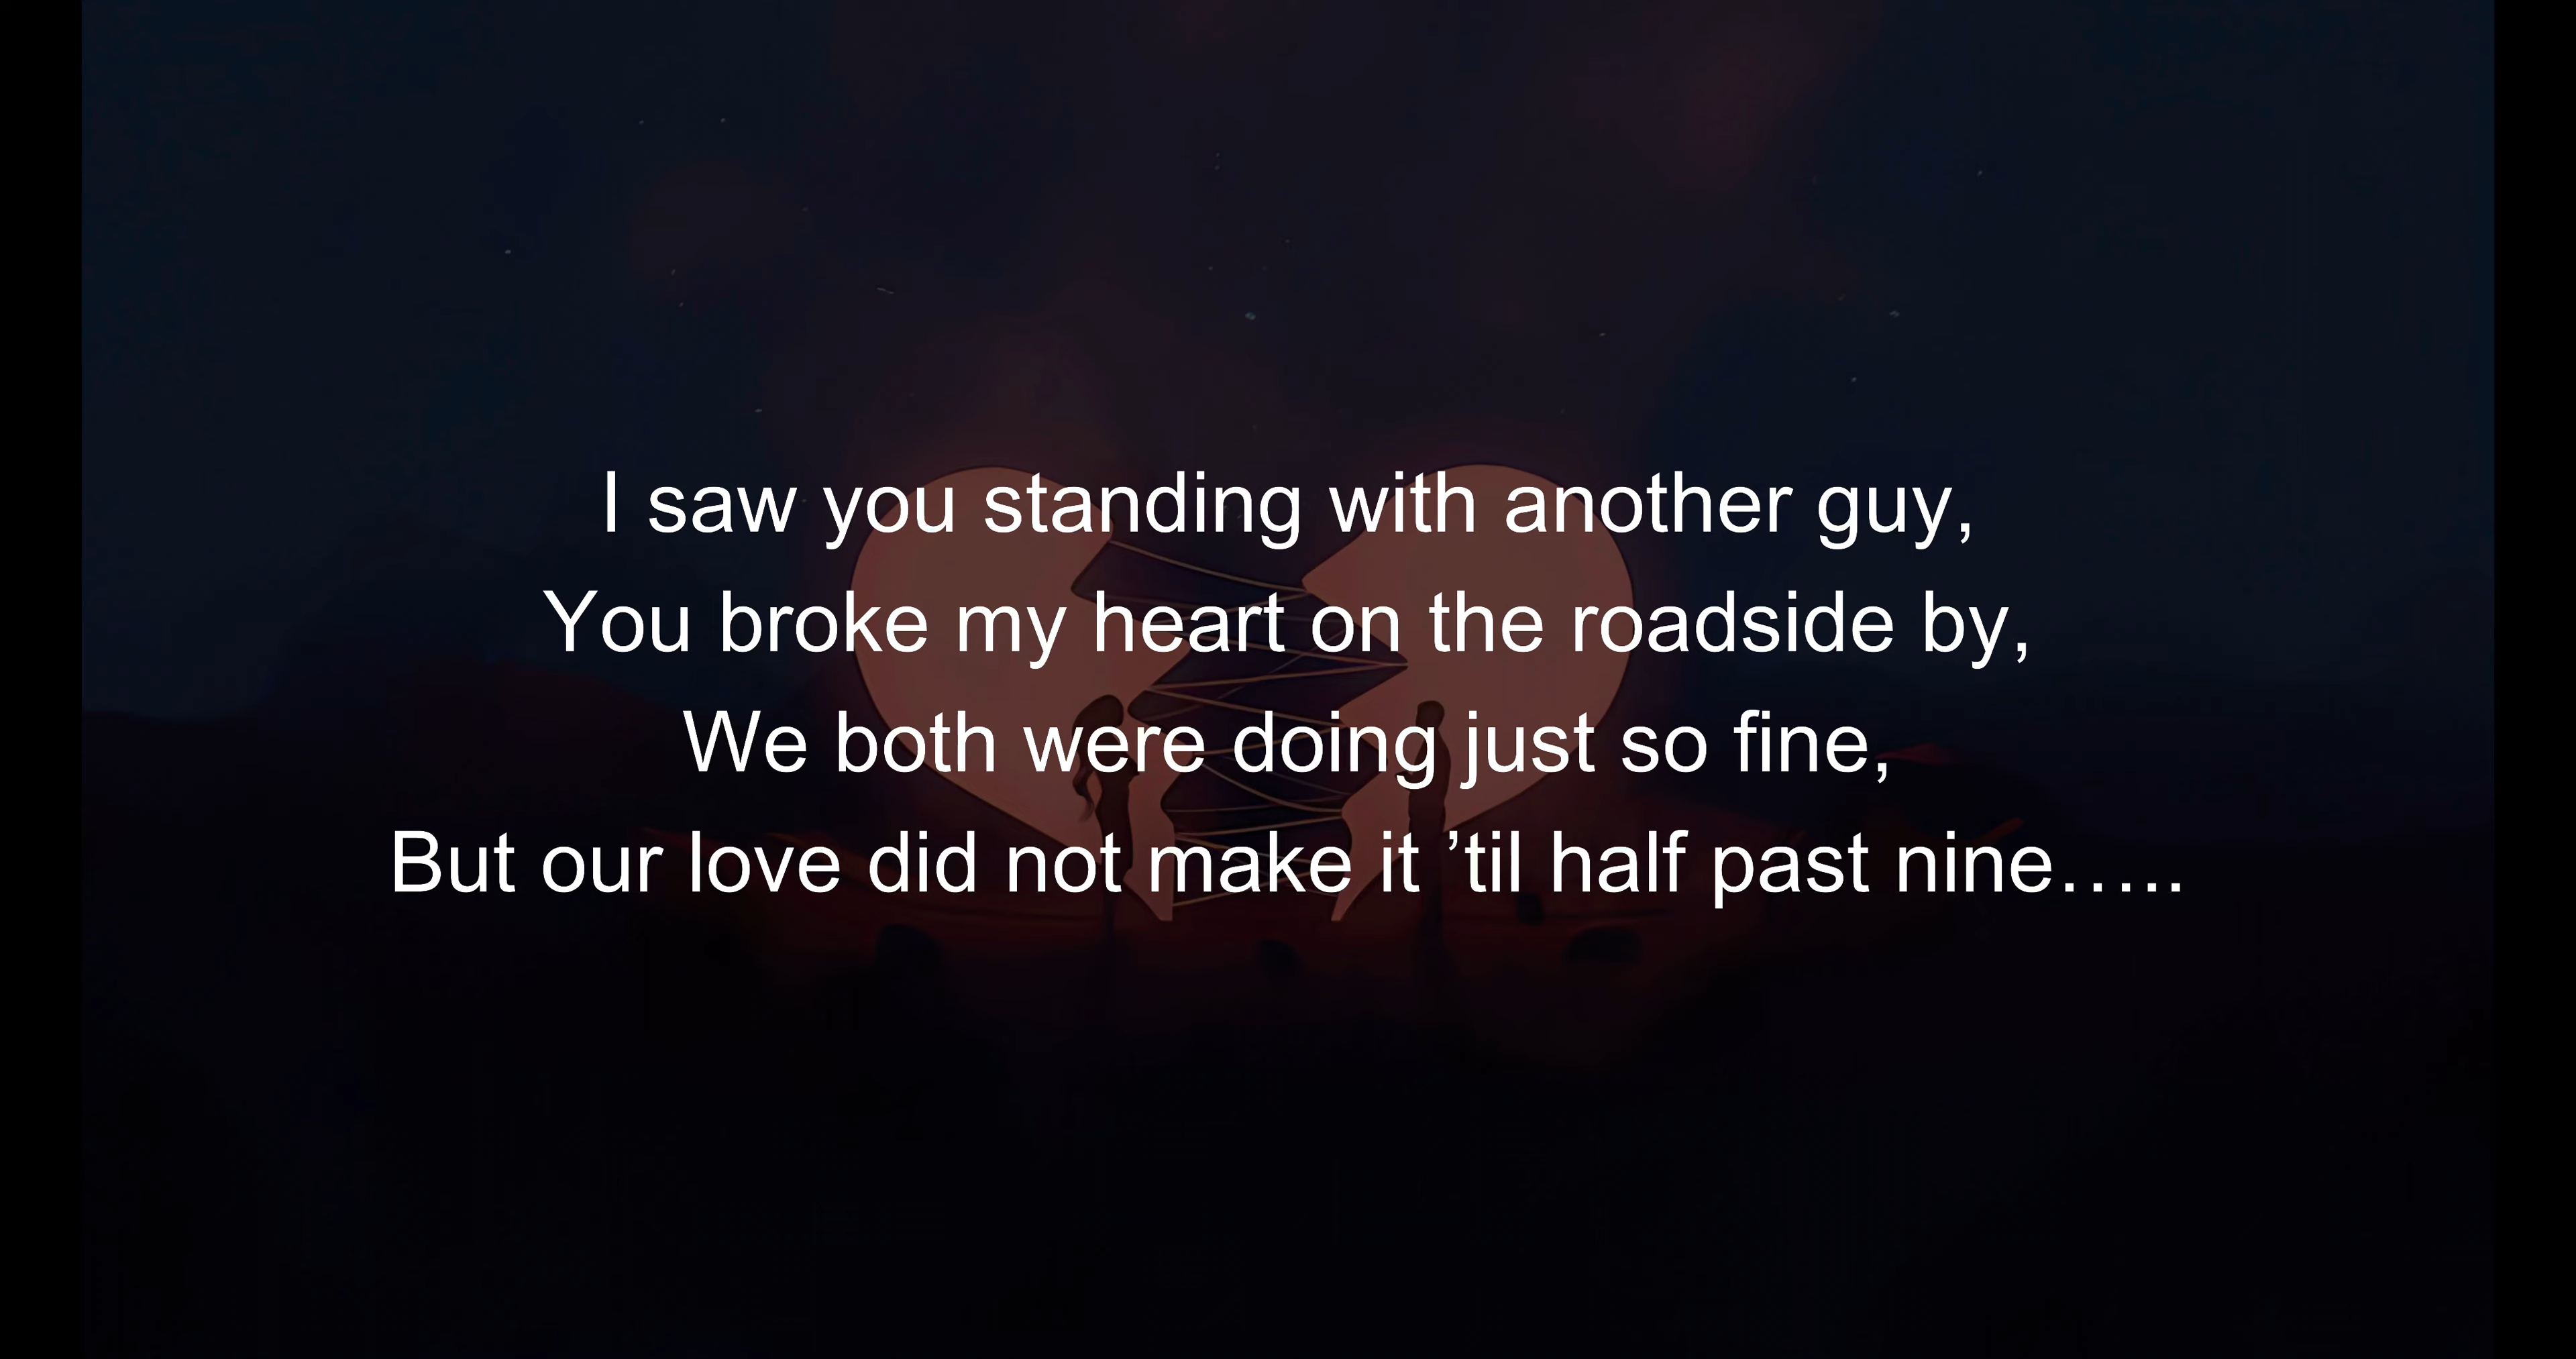 I saw you standing with another guy,
You broke my heart on the roadside by,
We both were doing just so fine,
But our love did not make it ’til half past nine…..